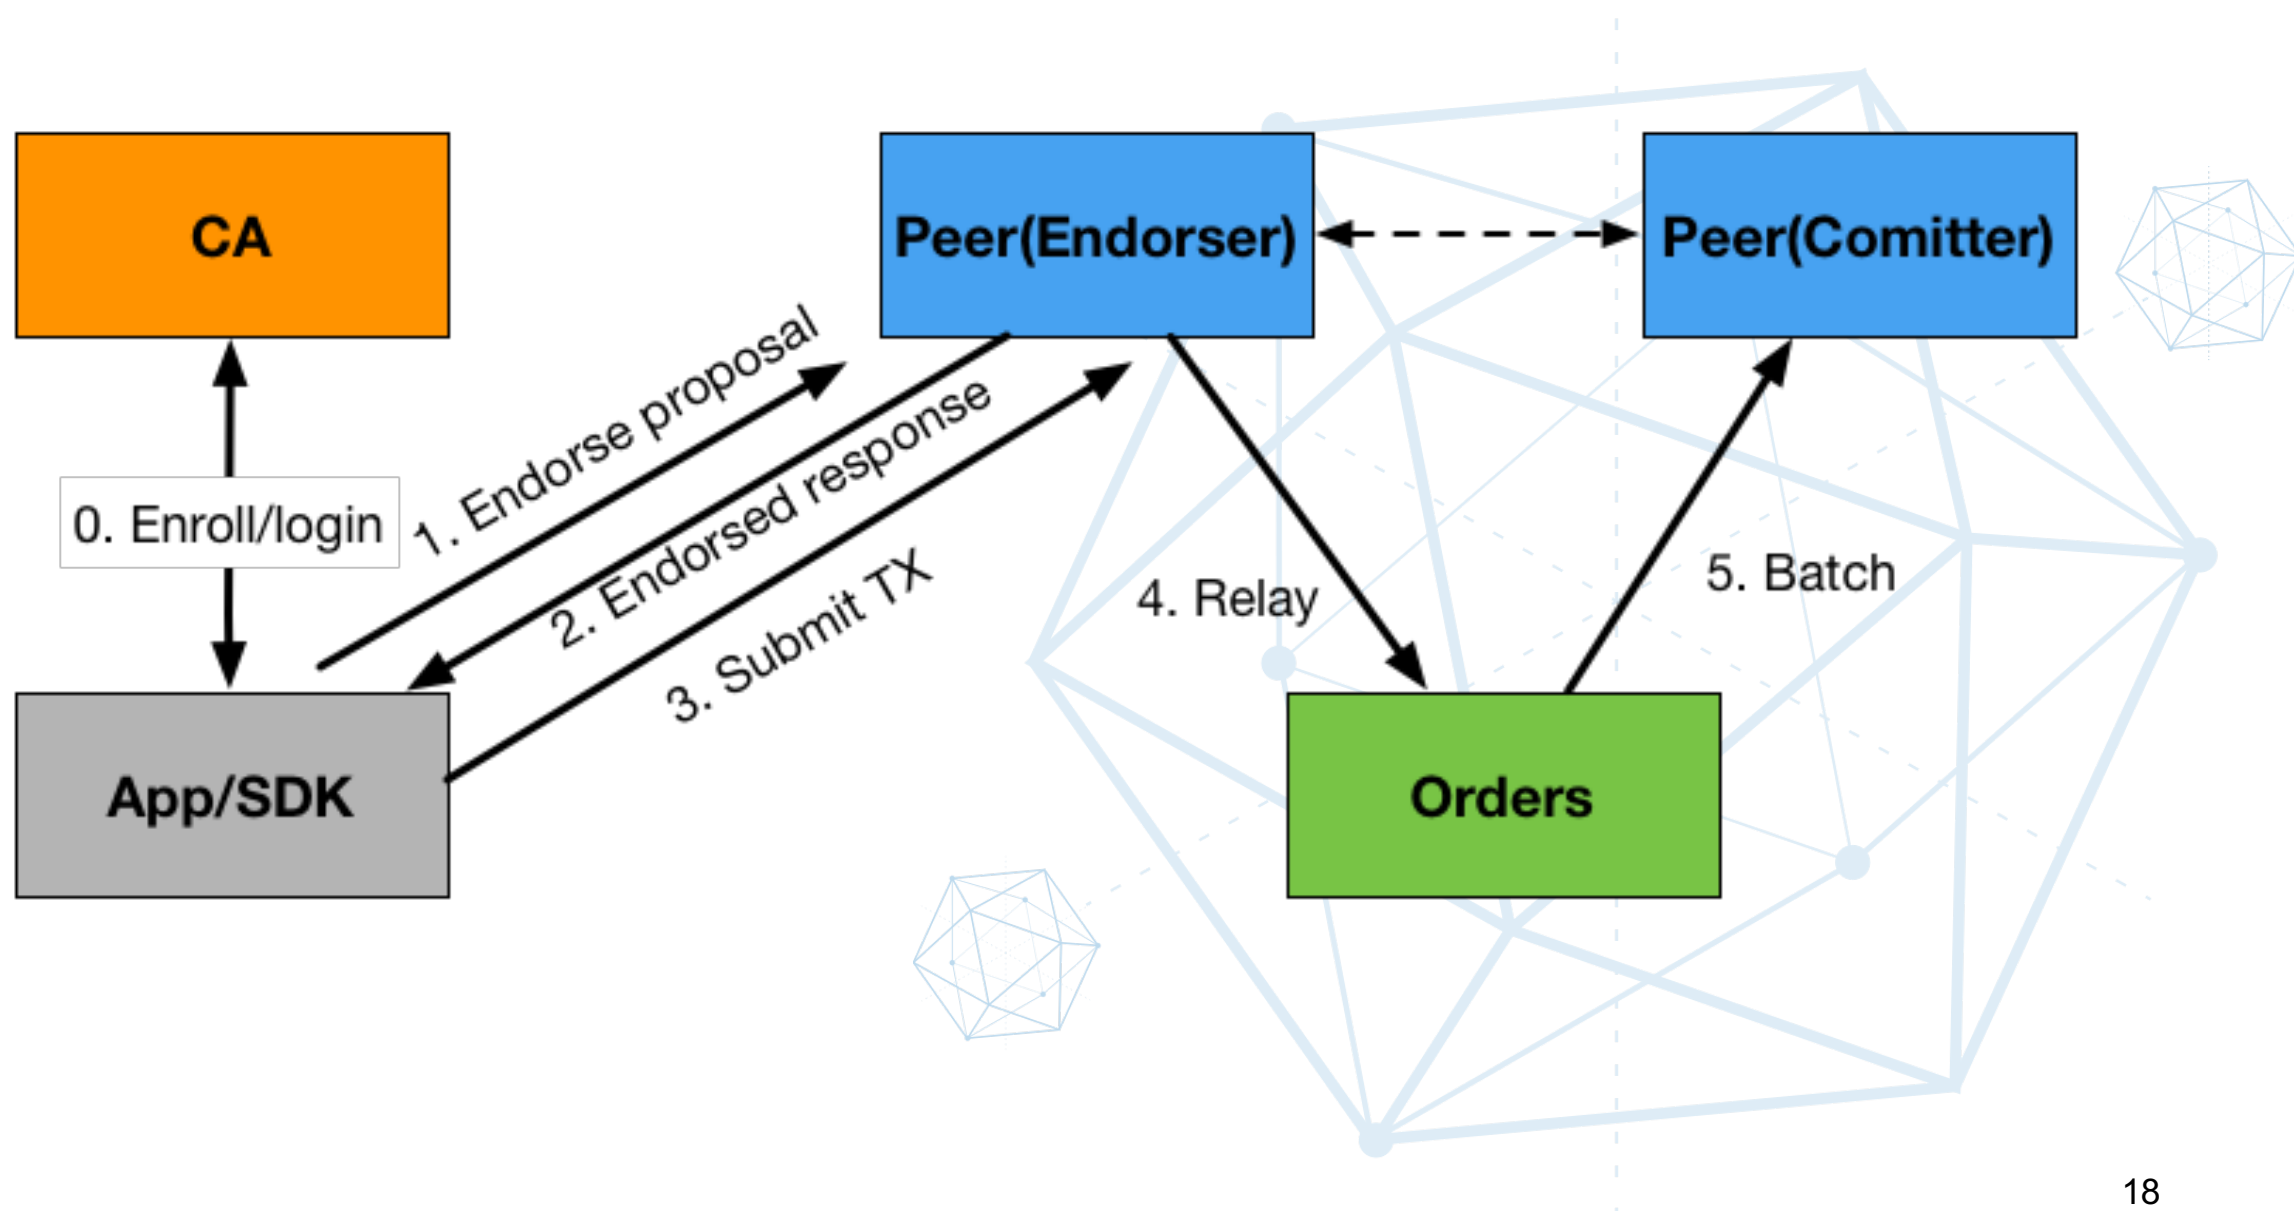 CA
Peer(Endorser)
Peer(Comitter)
0. Enroll/login
1. Endorse proposal
2. Endorsed response
3. Submit TX
4. Relay
5. Batch
App/SDK
Orders
18